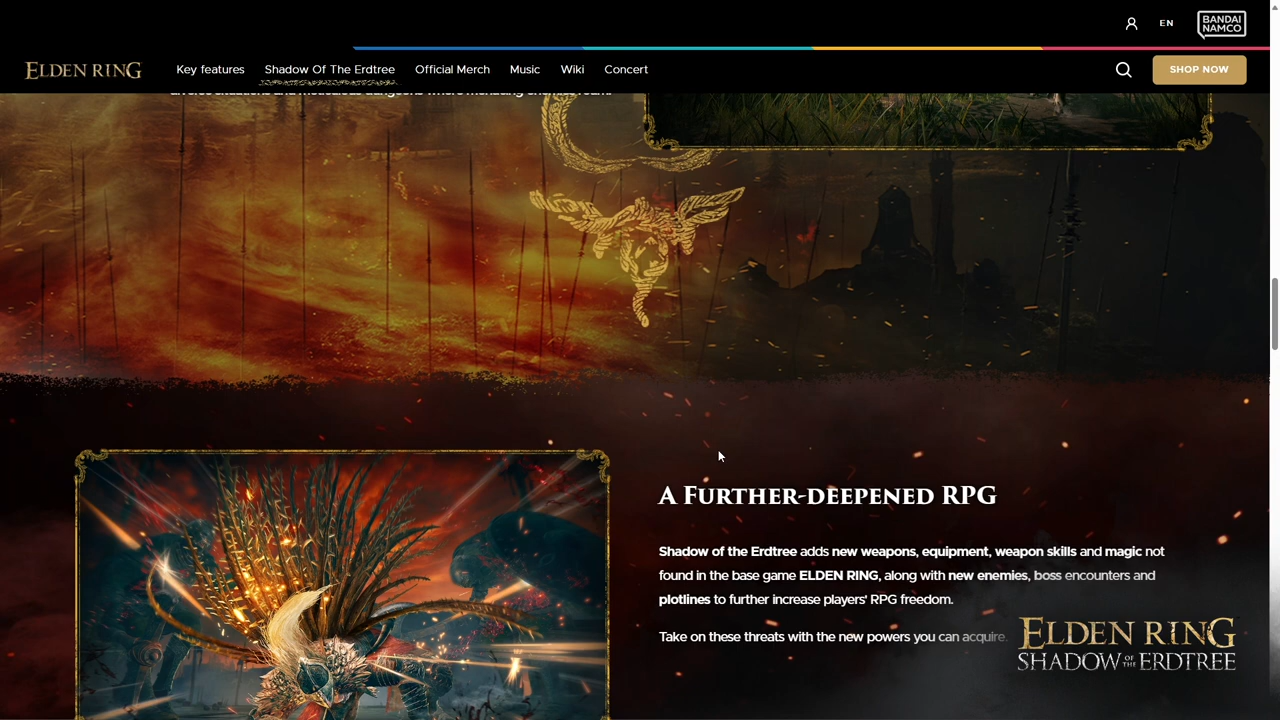 EN
BANDAI
NAMCO
ELDEN RING
Key features
Shadow Of The Erdtree
Official Merch
Music
Wiki
Concert
SHOP NOW
A FURTHER-DEEPENED RPG
Shadow of the Erdtree adds new weapons, equipment, weapon skills and magic not
found in the base game ELDEN RING, along with new enemies, boss encounters and
plotlines to further increase players' RPG freedom.
Take on these threats with the new powers you can acquire.
ELDEN RING
SHADOW OF THE ERDTREE